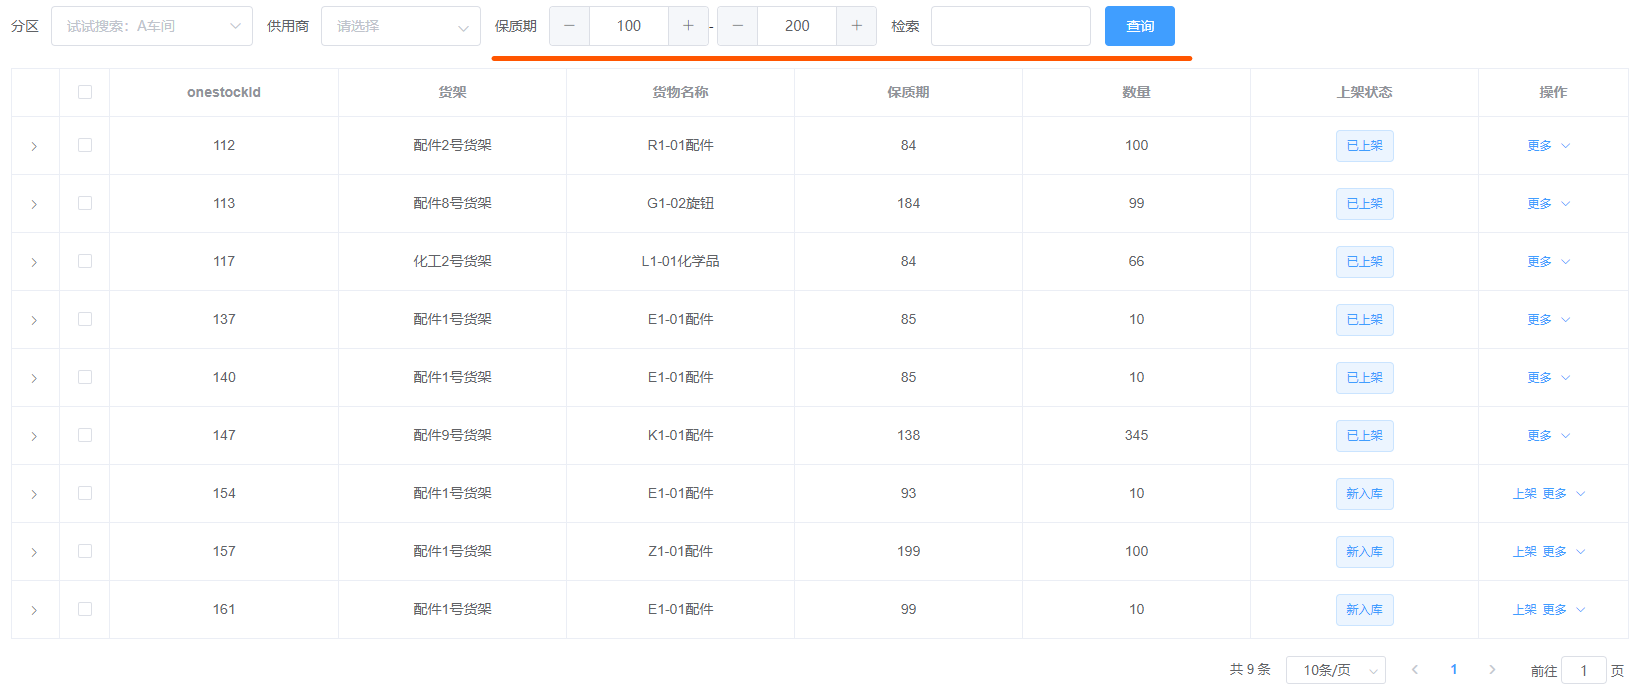 分区 试试搜索：A车间 供用商 请选择 保质期 − 100 + - − 200 + 检索 查询
onestockId 货架 货物名称 保质期 数量 上架状态 操作
112 配件2号货架 R1-01配件 84 100 已上架 更多
113 配件8号货架 G1-02旋钮 184 99 已上架 更多
117 化工2号货架 L1-01化学品 84 66 已上架 更多
137 配件1号货架 E1-01配件 85 10 已上架 更多
140 配件1号货架 E1-01配件 85 10 已上架 更多
147 配件9号货架 K1-01配件 138 345 已上架 更多
154 配件1号货架 E1-01配件 93 10 新入库 上架 更多
157 配件1号货架 Z1-01配件 199 100 新入库 上架 更多
161 配件1号货架 E1-01配件 99 10 新入库 上架 更多
共 9 条 10条/页 1 前往 1 页